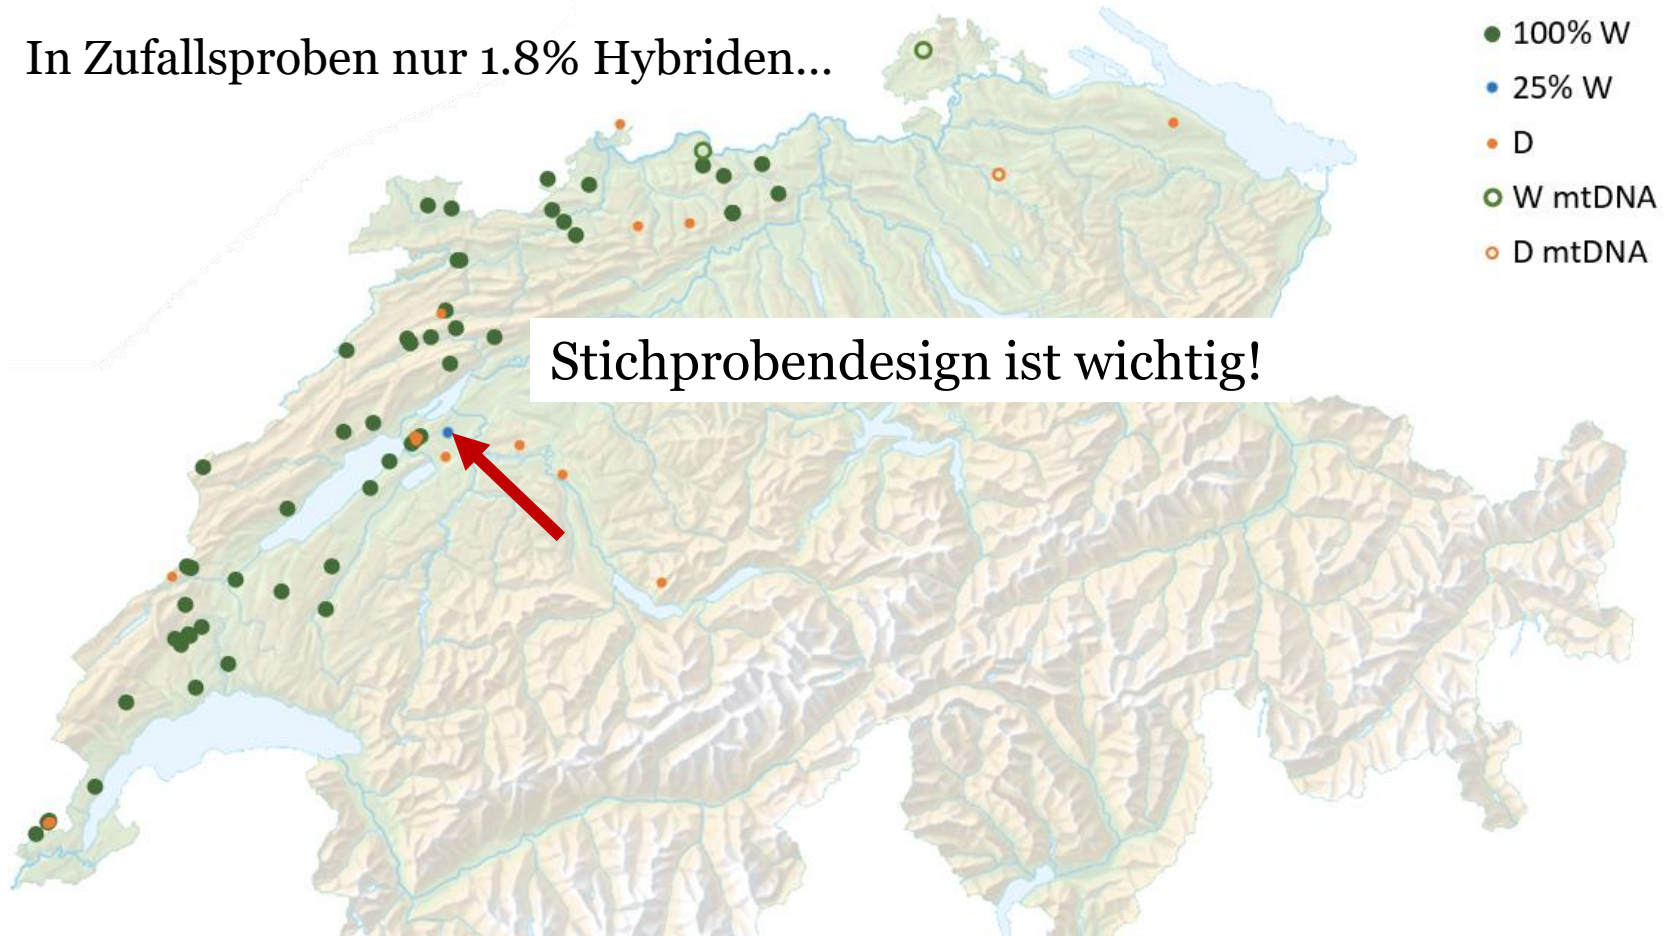 In Zufallsproben nur 1.8% Hybriden...
100% W
25% W
D
W mtDNA
D mtDNA
Stichprobendesign ist wichtig!